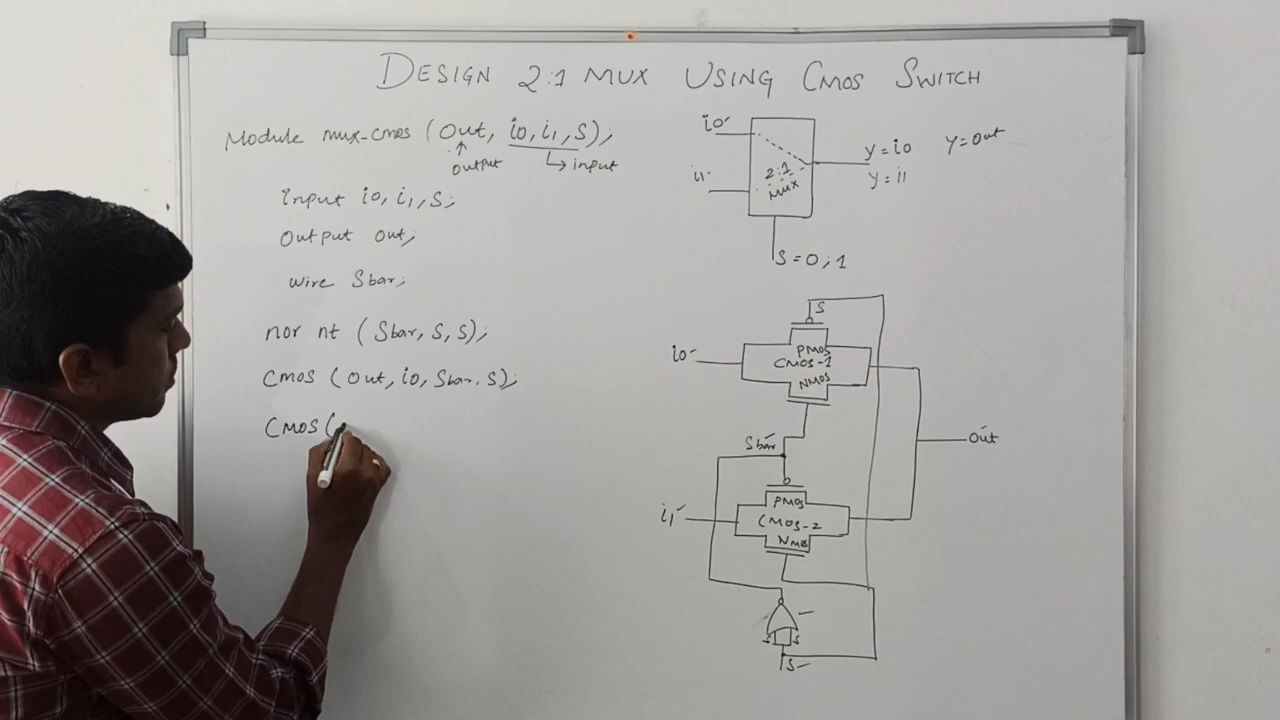 DESIGN 2:1 MUX USING CMOS SWITCH
Module mux-cmos (Out, i0, i1, S);
output
input
input i0, i1, S;
Output out;
wire Sbar;
nor nt (Sbar, S, S);
CMOS (Out, i0, Sbar, S);
CMOS (
i0
i1
2:1
MUX
Y=i0
Y=i1
Y=Out
S=0;1
S
i0
PMOS
CMOS-1
NMOS
Sbar
Out
i1
PMOS
CMOS-2
NMOS
S
S
S